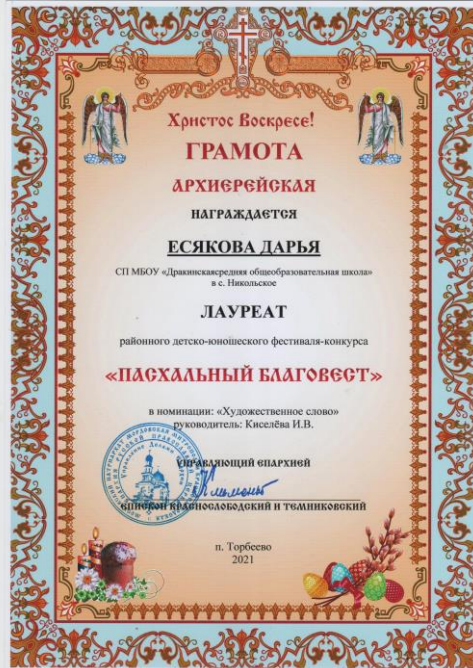 Христос Воскресе!
ГРАМОТА
АРХИЕРЕЙСКАЯ
НАГРАЖДАЕТСЯ
ЕСЯКОВА ДАРЬЯ
СП МБОУ «Дракинскаясредняя общеобразовательная школа»
в с. Никольское
ЛАУРЕАТ
районного детско-юношеского фестиваля-конкурса
«ПАСХАЛЬНЫЙ БЛАГОВЕСТ»
в номинации: «Художественное слово»
руководитель: Киселёва И.В.
УПРАВЛЯЮЩИЙ ЕПАРХИЕЙ
Климент
ЕПИСКОП КРАСНОСЛОБОДСКИЙ И ТЕМНИКОВСКИЙ
п. Торбеево
2021